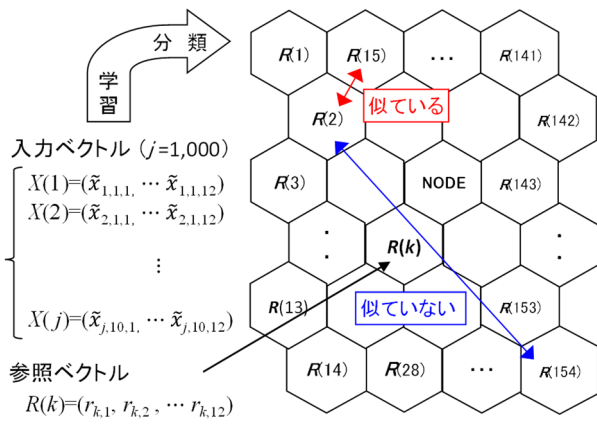 分 類
学習
入力ベクトル (j=1,000)
X(1)=(x̃1,1,1, ⋯ x̃1,1,12)
X(2)=(x̃2,1,1, ⋯ x̃2,1,12)
⋮
X(j)=(x̃j,10,1, ⋯ x̃j,10,12)
参照ベクトル
R(k)=(rk,1, rk,2 , ⋯ rk,12)
R(1) R(15) ⋯ R(141)
似ている
R(2) R(142)
R(3) NODE R(143)
: R(k) :
似ていない
R(13) R(153)
R(14) R(28) ⋯ R(154)